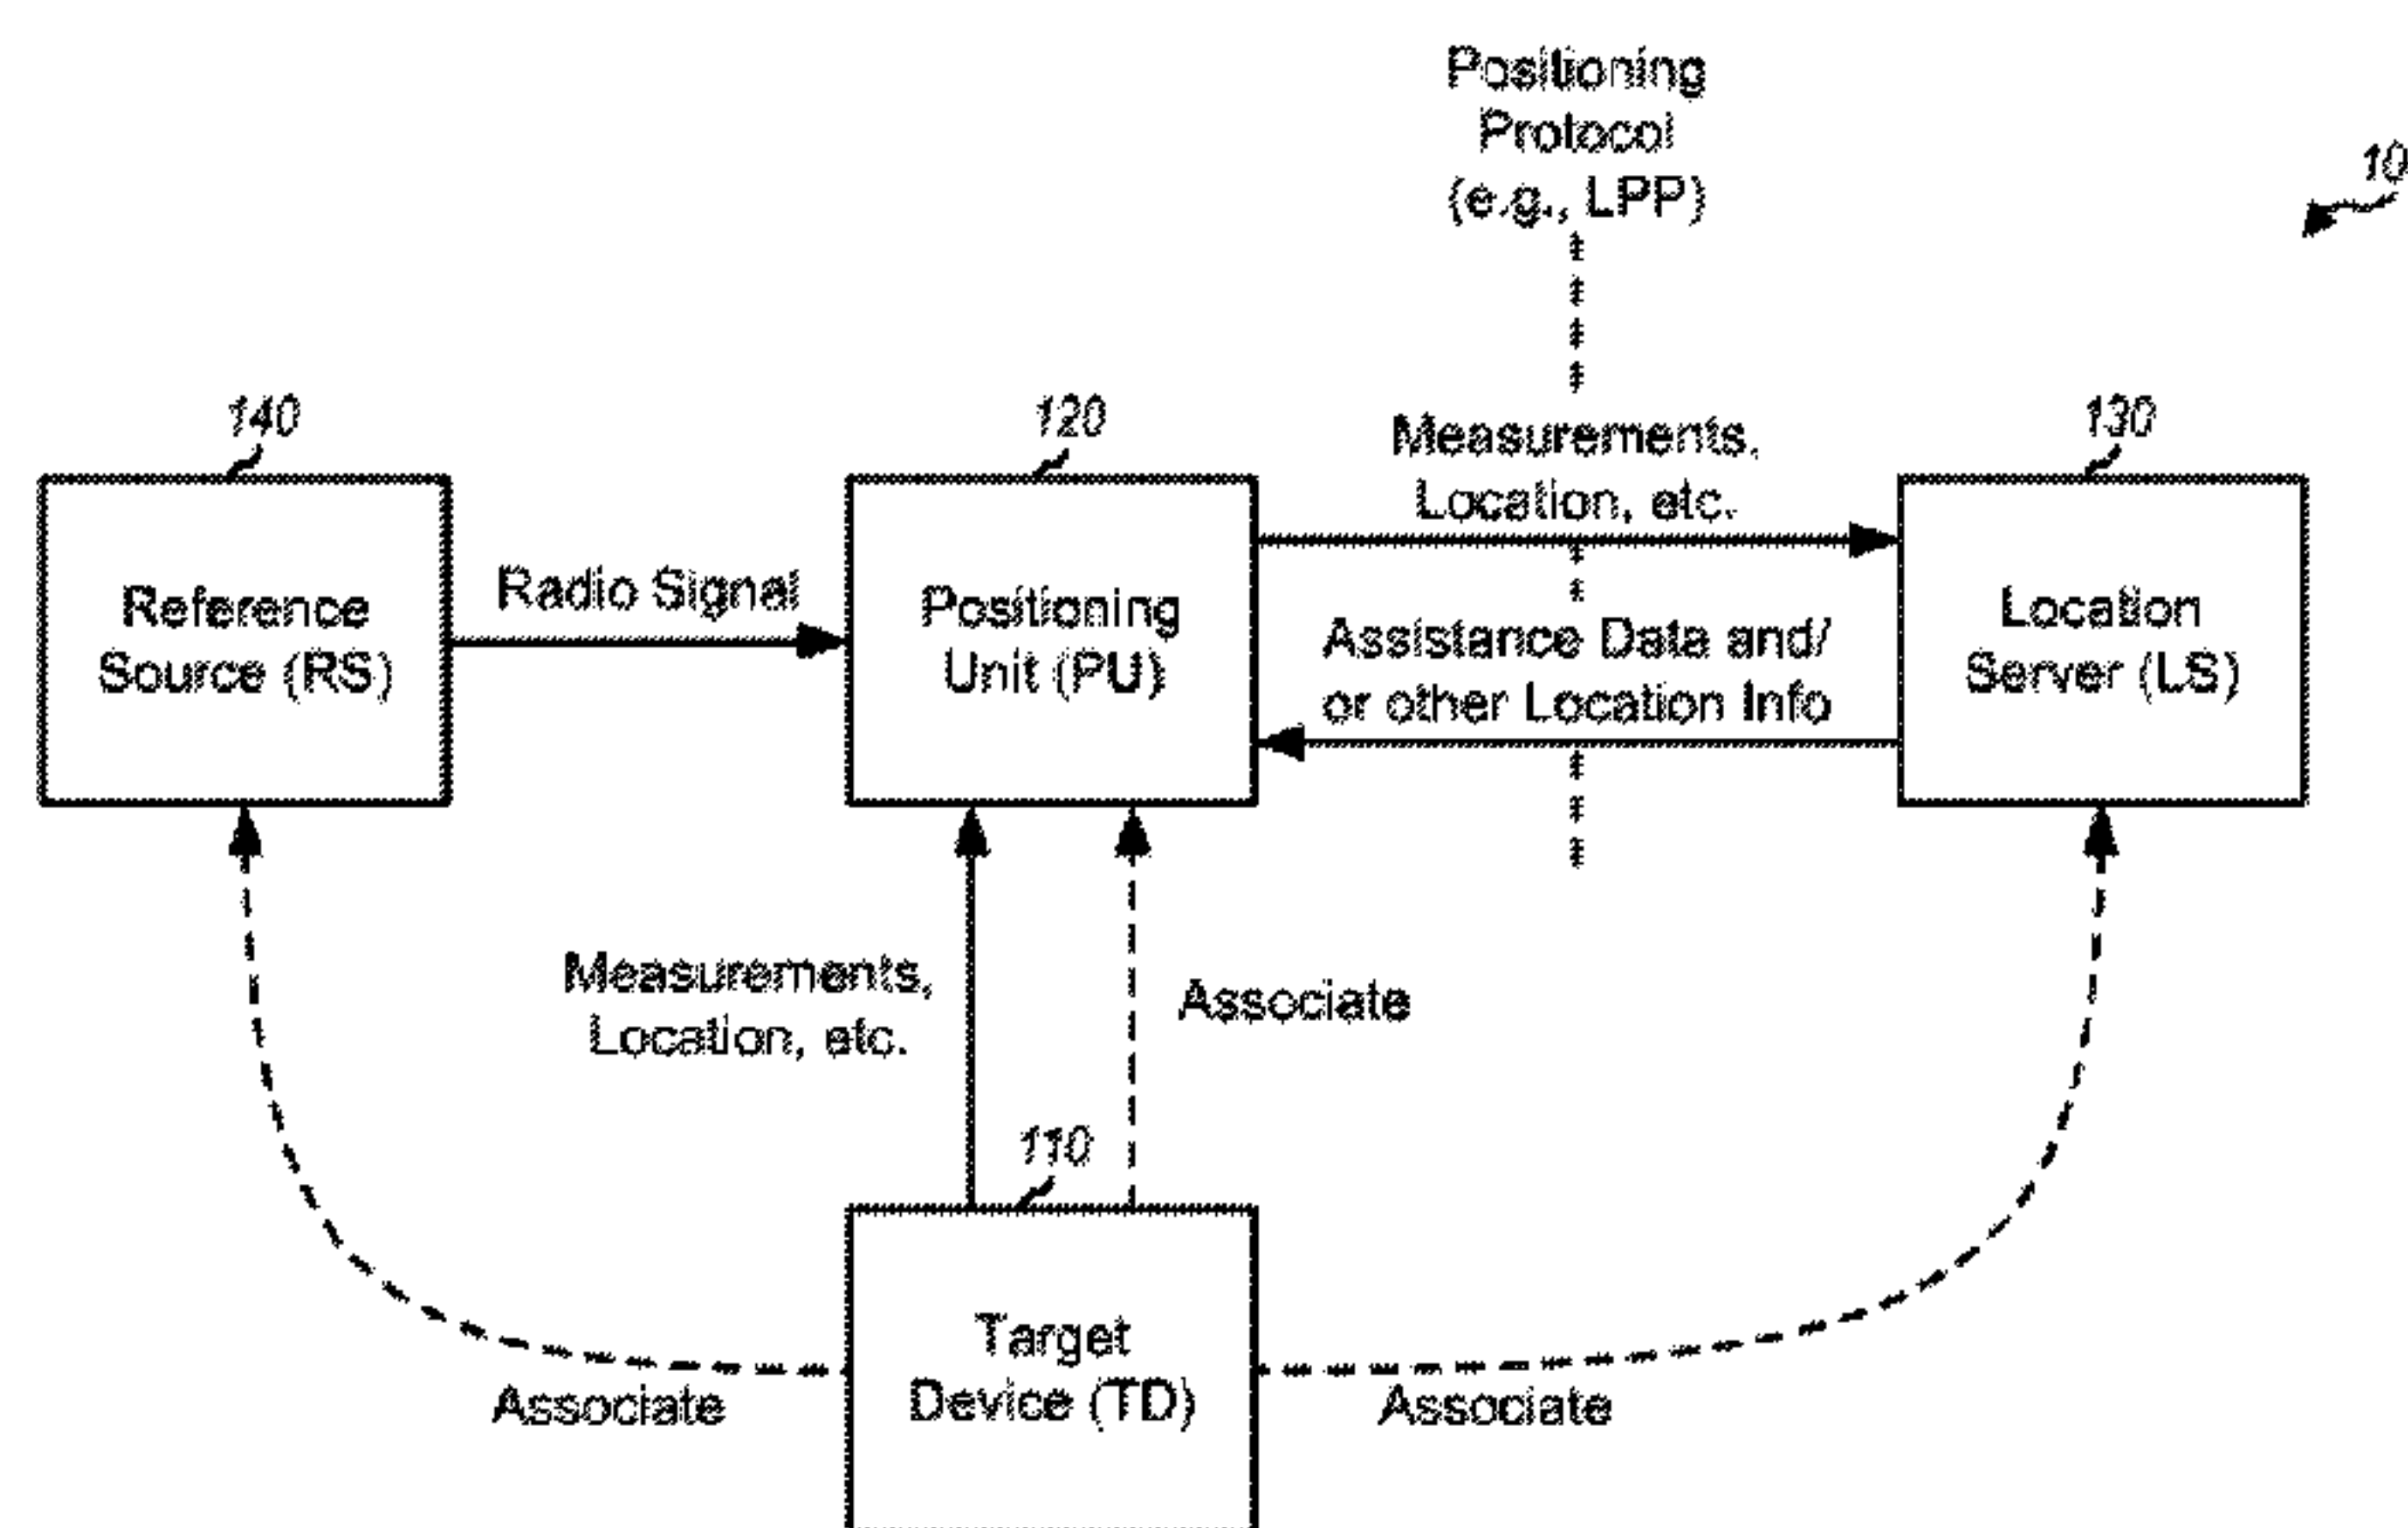 Positioning
Protocol
(e.g., LPP)
10
140
120
130
Measurements,
Location, etc.
Reference
Source (RS)
Radio Signal
Positioning
Unit (PU)
Assistance Data and/
or other Location Info
Location
Server (LS)
Measurements,
Location, etc.
Associate
110
Target
Device (TD)
Associate
Associate